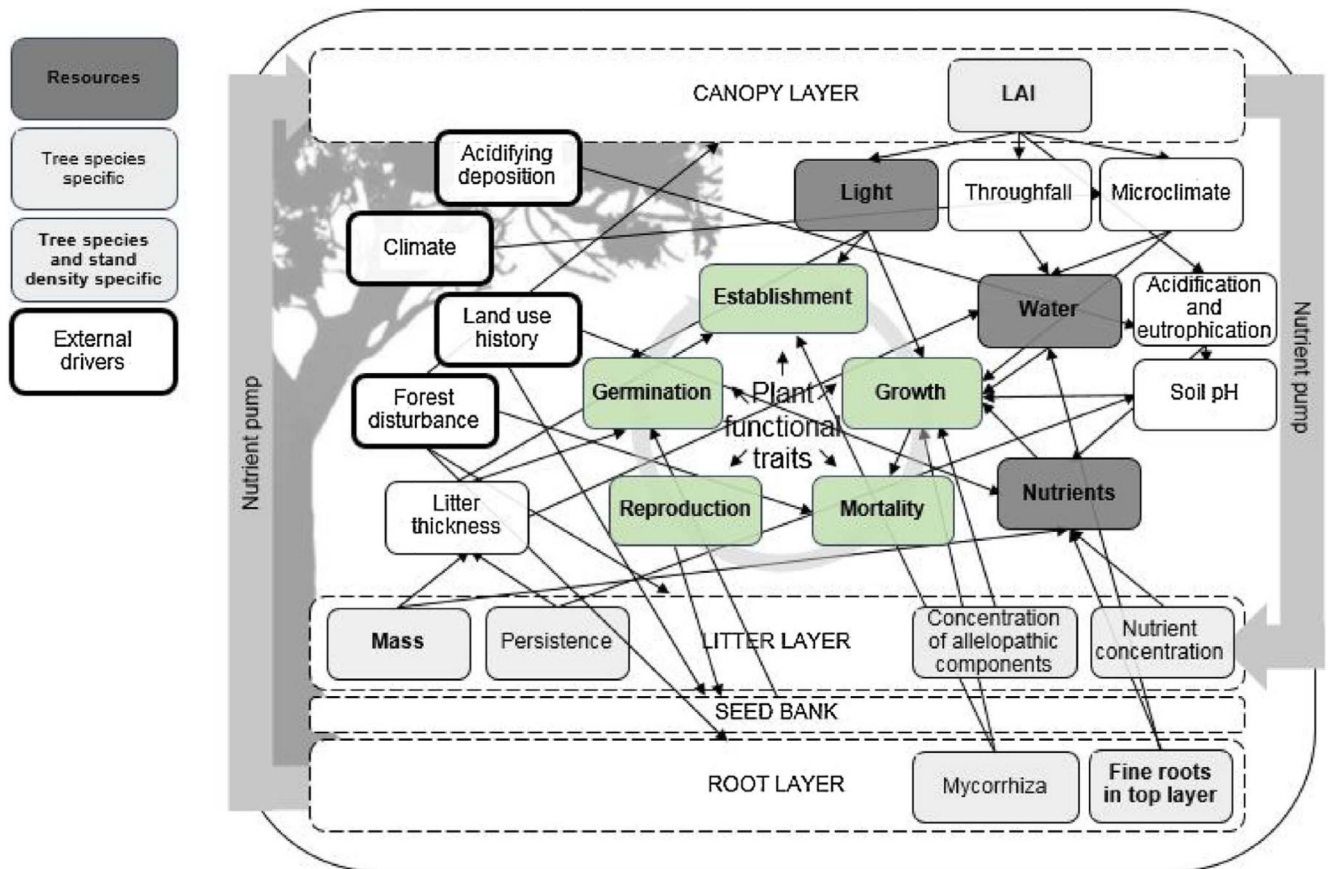 Resources
Tree species
specific
Tree species
and stand
density specific
External
drivers
CANOPY LAYER
LAI
Acidifying
deposition
Light
Throughfall
Microclimate
Climate
Establishment
Water
Acidification
and
eutrophication
Land use
history
Germination
Plant
functional
traits
Growth
Soil pH
Forest
disturbance
Nutrient pump
Nutrient pump
Litter
thickness
Reproduction
Mortality
Nutrients
Mass
Persistence
LITTER LAYER
Concentration
of allelopathic
components
Nutrient
concentration
SEED BANK
ROOT LAYER
Mycorrhiza
Fine roots
in top layer